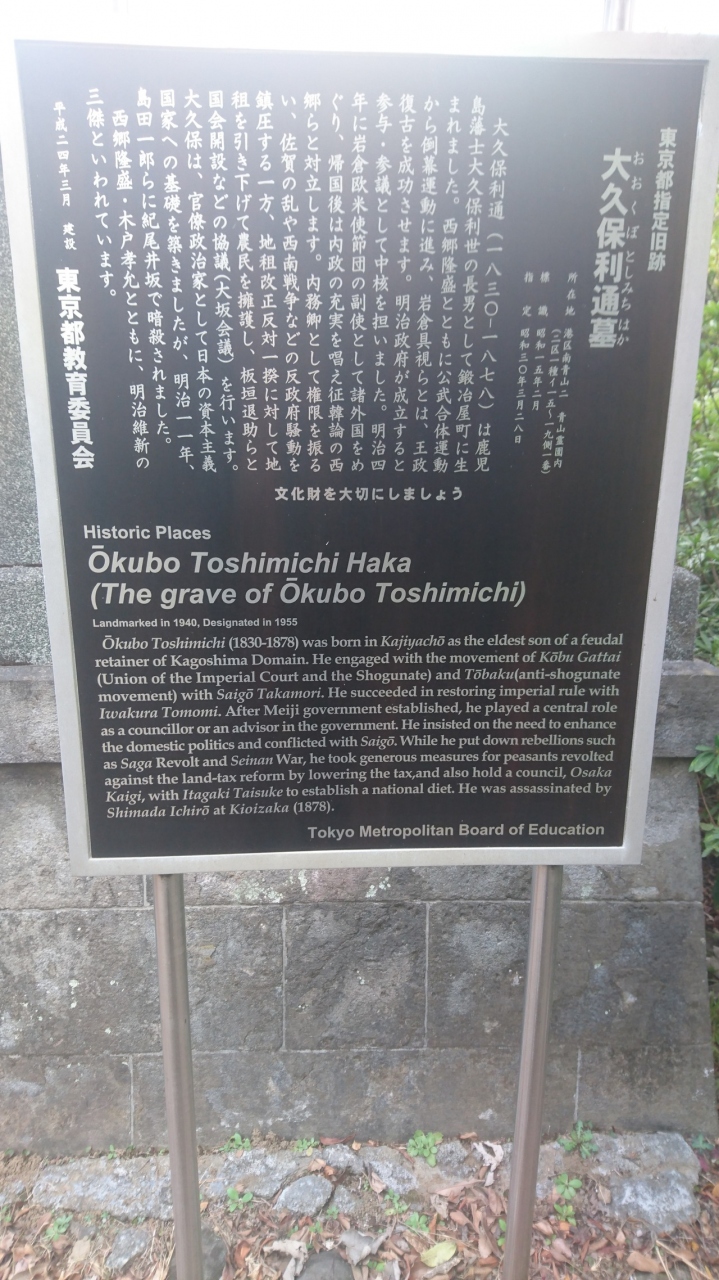 東京都指定旧跡
大久保利通墓
おおくぼとしみちはか
所在地 港区南青山二 青山霊園内
(二区一種イ一五~一九側一番)
標識 昭和一五年二月
指定 昭和三〇年三月二八日
大久保利通(一八三〇-一八七八)は鹿児
島藩士大久保利世の長男として鍛冶屋町に生
まれました。西郷隆盛とともに公武合体運動
から倒幕運動に進み、岩倉具視らとは、王政
復古を成功させます。明治政府が成立すると
参与・参議として中核を担いました。明治四
年に岩倉欧米使節団の副使として諸外国をめ
ぐり、帰国後は内政の充実を唱え征韓論の西
郷らと対立します。内務卿として権限を振る
い、佐賀の乱や西南戦争などの反政府騒動を
鎮圧する一方、地租改正反対一揆に対して地
租を引き下げて農民を擁護し、板垣退助らと
国会開設などの協議(大坂会議)を行います。
大久保は、官僚政治家として日本の資本主義
国家への基礎を築きましたが、明治一一年、
島田一郎らに紀尾井坂で暗殺されました。
西郷隆盛・木戸孝允とともに、明治維新の
三傑といわれています。
平成二四年三月 建設
東京都教育委員会
文化財を大切にしましょう
Historic Places
Ōkubo Toshimichi Haka
(The grave of Ōkubo Toshimichi)
Landmarked in 1940, Designated in 1955
Ōkubo Toshimichi (1830-1878) was born in Kajiyachō as the eldest son of a feudal
retainer of Kagoshima Domain. He engaged with the movement of Kōbu Gattai
(Union of the Imperial Court and the Shogunate) and Tōbaku(anti-shogunate
movement) with Saigō Takamori. He succeeded in restoring imperial rule with
Iwakura Tomomi. After Meiji government established, he played a central role
as a councillor or an advisor in the government. He insisted on the need to enhance
the domestic politics and conflicted with Saigō. While he put down rebellions such
as Saga Revolt and Seinan War, he took generous measures for peasants revolted
against the land-tax reform by lowering the tax,and also hold a council, Osaka
Kaigi, with Itagaki Taisuke to establish a national diet. He was assassinated by
Shimada Ichirō at Kioizaka (1878).
Tokyo Metropolitan Board of Education